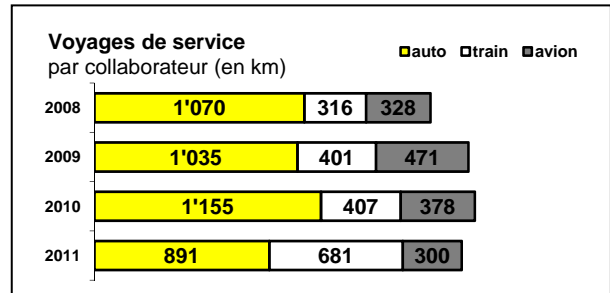 Voyages de service
par collaborateur (en km)
auto train avion
2008 1'070 316 328
2009 1'035 401 471
2010 1'155 407 378
2011 891 681 300